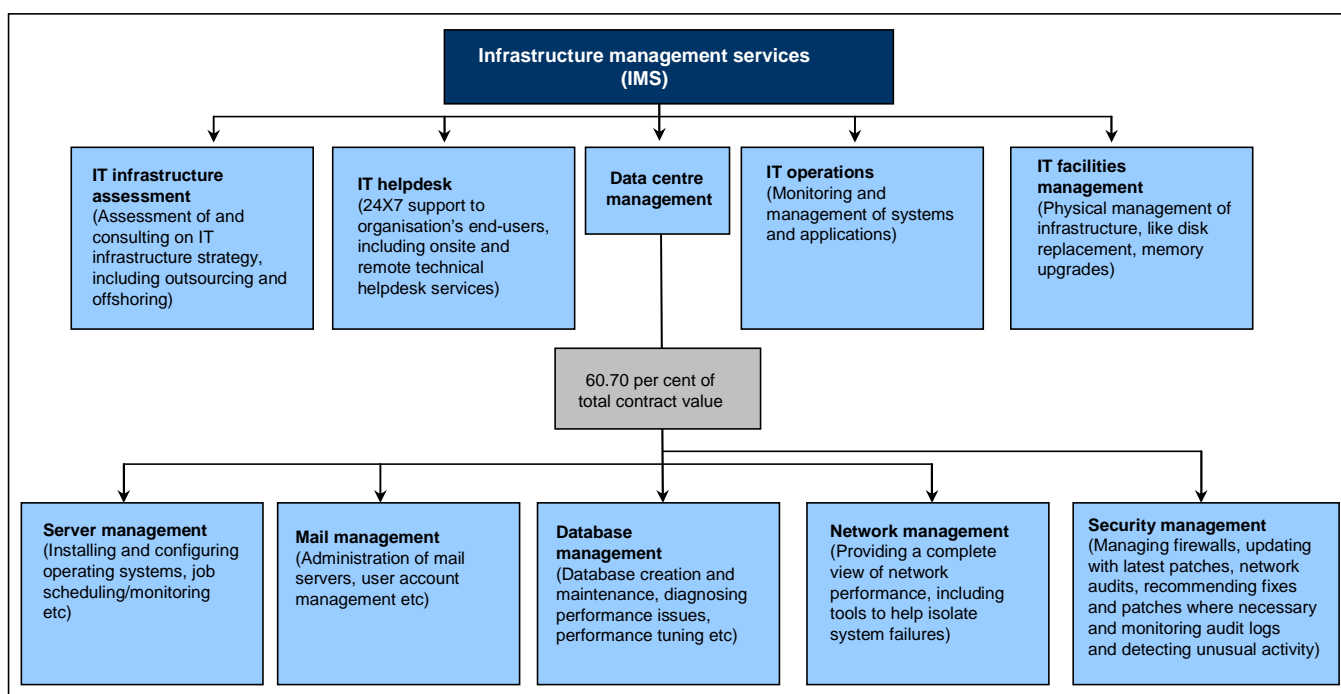 Infrastructure management services
(IMS)
IT infrastructure
assessment
(Assessment of and
consulting on IT
infrastructure strategy,
including outsourcing and
offshoring)
IT helpdesk
(24X7 support to
organisation's end-users,
including onsite and
remote technical
helpdesk services)
Data centre
management
IT operations
(Monitoring and
management of systems
and applications)
IT facilities
management
(Physical management of
infrastructure, like disk
replacement, memory
upgrades)
60.70 per cent of
total contract value
Server management
(Installing and configuring
operating systems, job
scheduling/monitoring
etc)
Mail management
(Administration of mail
servers, user account
management etc)
Database
management
(Database creation and
maintenance, diagnosing
performance issues,
performance tuning etc)
Network management
(Providing a complete
view of network
performance, including
tools to help isolate
system failures)
Security management
(Managing firewalls, updating
with latest patches, network
audits, recommending fixes
and patches where necessary
and monitoring audit logs
and detecting unusual activity)